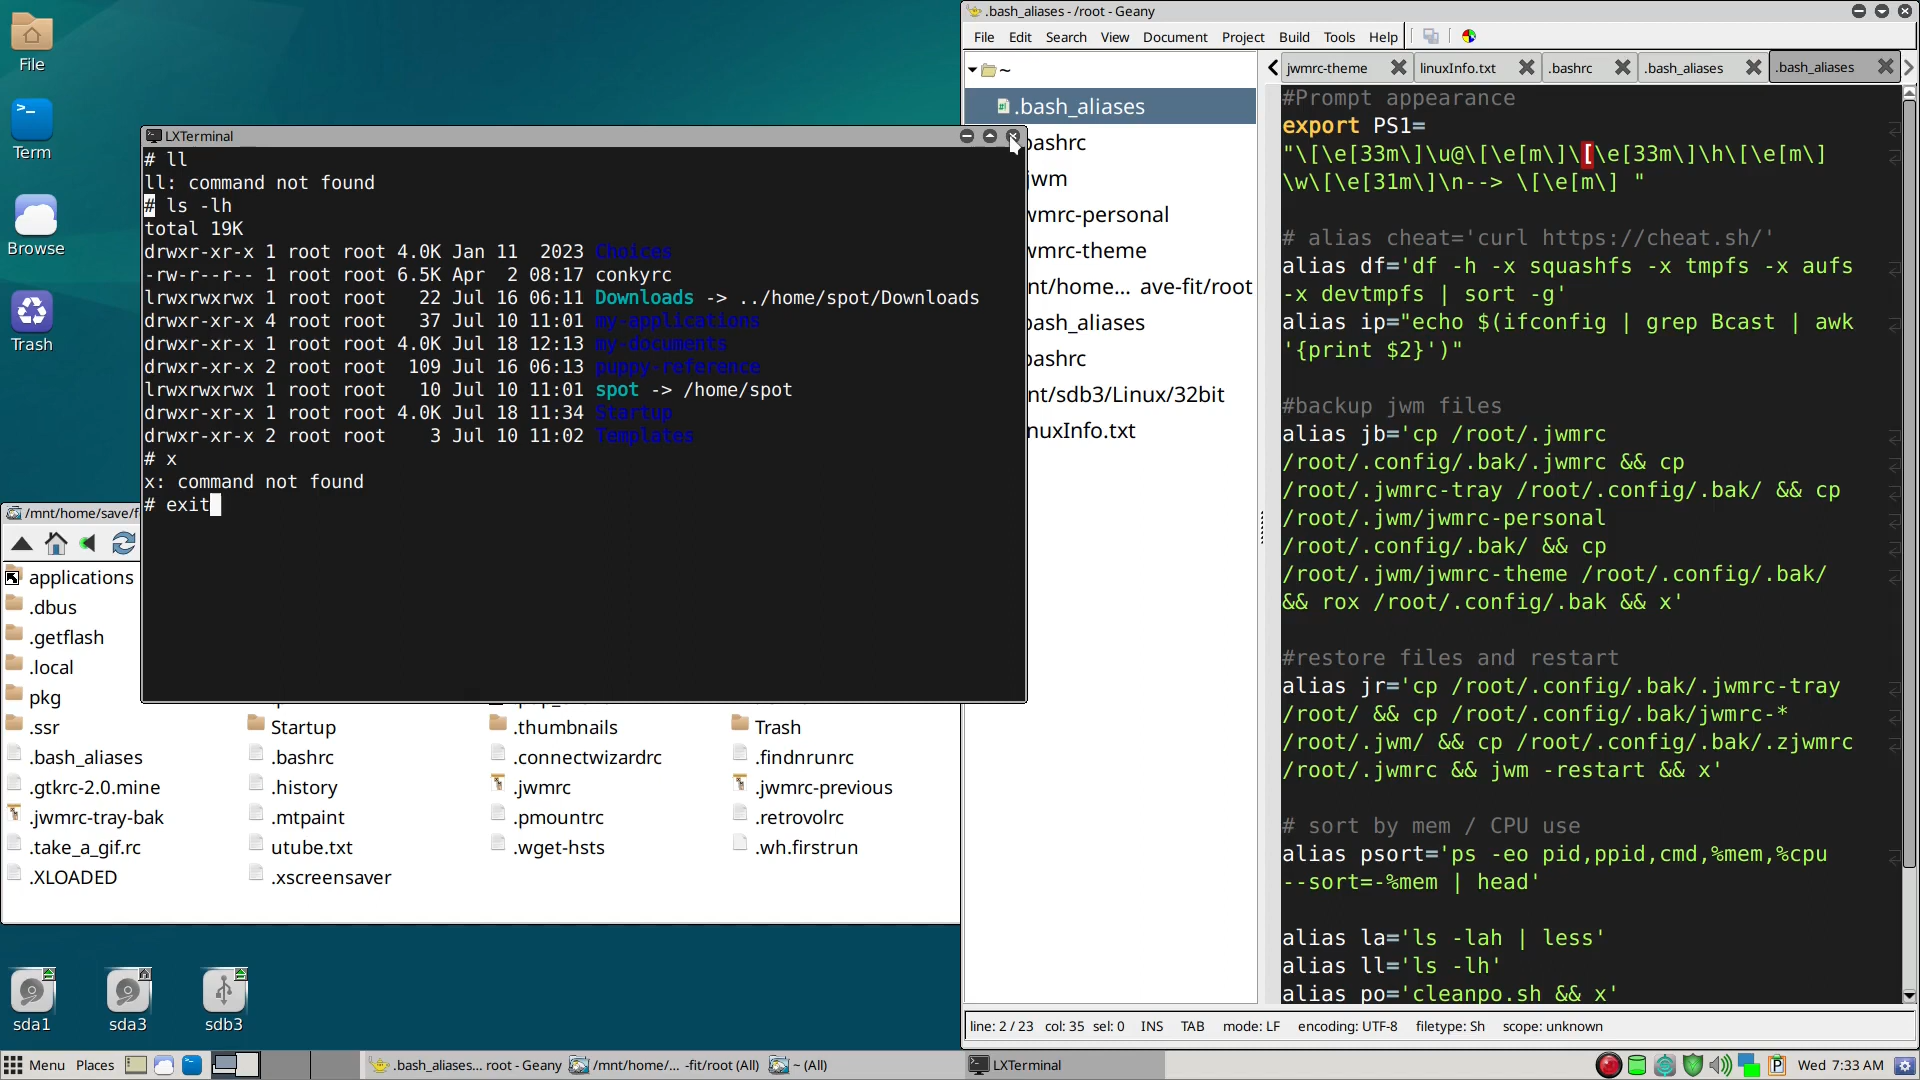 File
Term
Browse
Trash
LXTerminal
# ll
ll: command not found
# ls -lh
total 19K
drwxr-xr-x 1 root root 4.0K Jan 11  2023 Choices
-rw-r--r-- 1 root root 6.5K Apr  2 08:17 conkyrc
lrwxrwxrwx 1 root root   22 Jul 16 06:11 Downloads -> ../home/spot/Downloads
drwxr-xr-x 4 root root   37 Jul 10 11:01 my-applications
drwxr-xr-x 1 root root 4.0K Jul 18 12:13 my-documents
drwxr-xr-x 2 root root  109 Jul 16 06:13 puppy-reference
lrwxrwxrwx 1 root root   10 Jul 10 11:01 spot -> /home/spot
drwxr-xr-x 1 root root 4.0K Jul 18 11:34 Startup
drwxr-xr-x 2 root root    3 Jul 10 11:02 Templates
# x
x: command not found
# exit
/mnt/home/save/f
applications
.dbus
.getflash
.local
pkg
.ssr Startup .thumbnails Trash
.bash_aliases .bashrc .connectwizardrc .findnrunrc
.gtkrc-2.0.mine .history .jwmrc .jwmrc-previous
.jwmrc-tray-bak .mtpaint .pmountrc .retrovolrc
.take_a_gif.rc utube.txt .wget-hsts .wh.firstrun
.XLOADED .xscreensaver
sda1 sda3 sdb3
.bash_aliases - /root - Geany
File Edit Search View Document Project Build Tools Help
~
.bash_aliases
bashrc
jwm
wmrc-personal
wmrc-theme
nt/home... ave-fit/root
bash_aliases
bashrc
nt/sdb3/Linux/32bit
nuxInfo.txt
jwmrc-theme linuxInfo.txt .bashrc .bash_aliases .bash_aliases
#Prompt appearance
export PS1=
"\[\e[33m\]\u@\[\e[m\]\[\e[33m\]\h\[\e[m\]
\w\[\e[31m\]\n--> \[\e[m\] "
# alias cheat='curl https://cheat.sh/'
alias df='df -h -x squashfs -x tmpfs -x aufs
-x devtmpfs | sort -g'
alias ip="echo $(ifconfig | grep Bcast | awk
'{print $2}')"
#backup jwm files
alias jb='cp /root/.jwmrc
/root/.config/.bak/.jwmrc && cp
/root/.jwmrc-tray /root/.config/.bak/ && cp
/root/.jwm/jwmrc-personal
/root/.config/.bak/ && cp
/root/.jwm/jwmrc-theme /root/.config/.bak/
&& rox /root/.config/.bak && x'
#restore files and restart
alias jr='cp /root/.config/.bak/.jwmrc-tray
/root/ && cp /root/.config/.bak/jwmrc-*
/root/.jwm/ && cp /root/.config/.bak/.zjwmrc
/root/.jwmrc && jwm -restart && x'
# sort by mem / CPU use
alias psort='ps -eo pid,ppid,cmd,%mem,%cpu
--sort=-%mem | head'
alias la='ls -lah | less'
alias ll='ls -lh'
alias po='cleanpo.sh && x'
line: 2 / 23 col: 35 sel: 0 INS TAB mode: LF encoding: UTF-8 filetype: Sh scope: unknown
Menu Places .bash_aliases... root - Geany /mnt/home/... -fit/root (All) ~ (All) LXTerminal Wed 7:33 AM